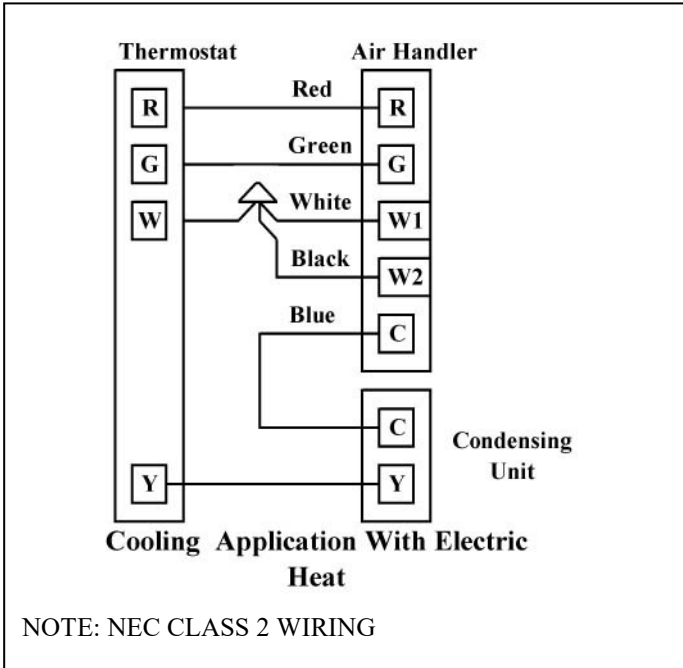 Thermostat Air Handler
R Red R
G Green G
W White W1
Black W2
Blue C
C
Condensing
Unit
Y Y
Cooling Application With Electric
Heat
NOTE: NEC CLASS 2 WIRING